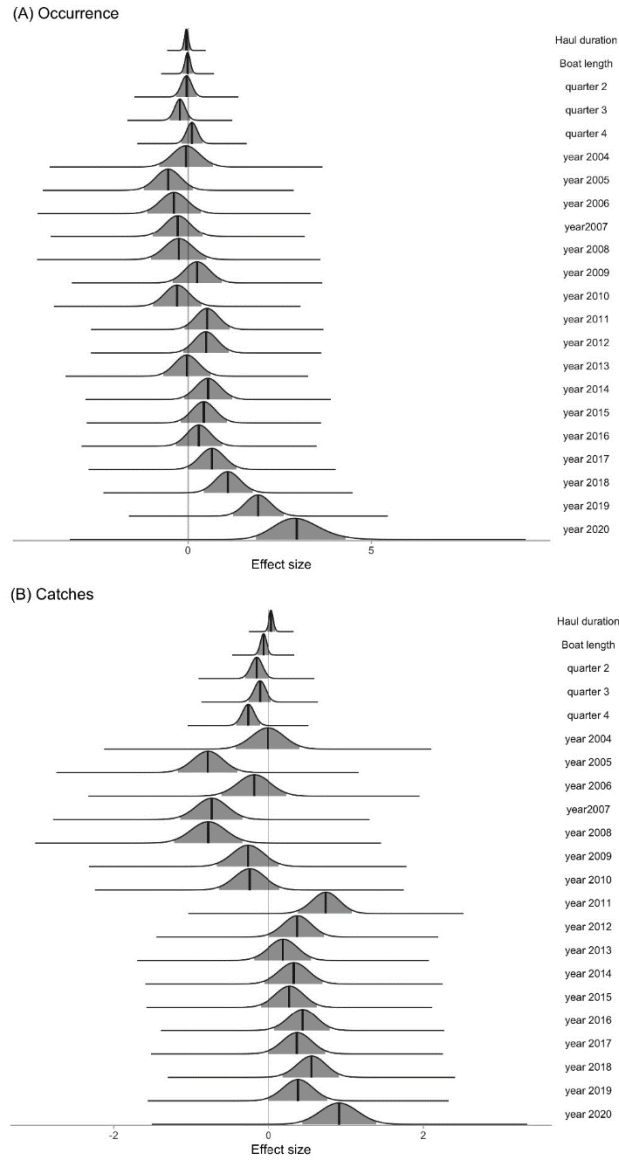 (A) Occurrence
Haul duration
Boat length
quarter 2
quarter 3
quarter 4
year 2004
year 2005
year 2006
year2007
year 2008
year 2009
year 2010
year 2011
year 2012
year 2013
year 2014
year 2015
year 2016
year 2017
year 2018
year 2019
year 2020
0 5
Effect size
(B) Catches
Haul duration
Boat length
quarter 2
quarter 3
quarter 4
year 2004
year 2005
year 2006
year2007
year 2008
year 2009
year 2010
year 2011
year 2012
year 2013
year 2014
year 2015
year 2016
year 2017
year 2018
year 2019
year 2020
-2 0 2
Effect size